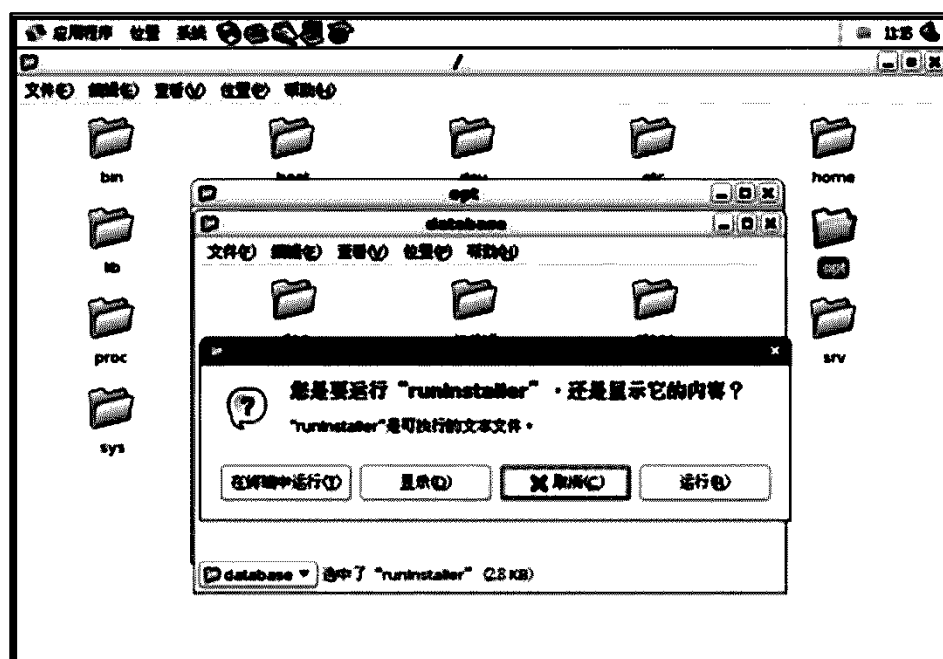 应用程序 位置 系统
/
文件(F) 编辑(E) 查看(V) 位置(P) 帮助(H)
bin
home
opt
database
文件(F) 编辑(E) 查看(V) 位置(P) 帮助(H)
lib
opt
proc
srv
您是要运行“runInstaller”，还是显示它的内容？
“runInstaller”是可执行的文本文件。
在终端中运行(T) 显示(D) 取消(C) 运行(R)
sys
database 选中了“runInstaller” (2.8 KB)